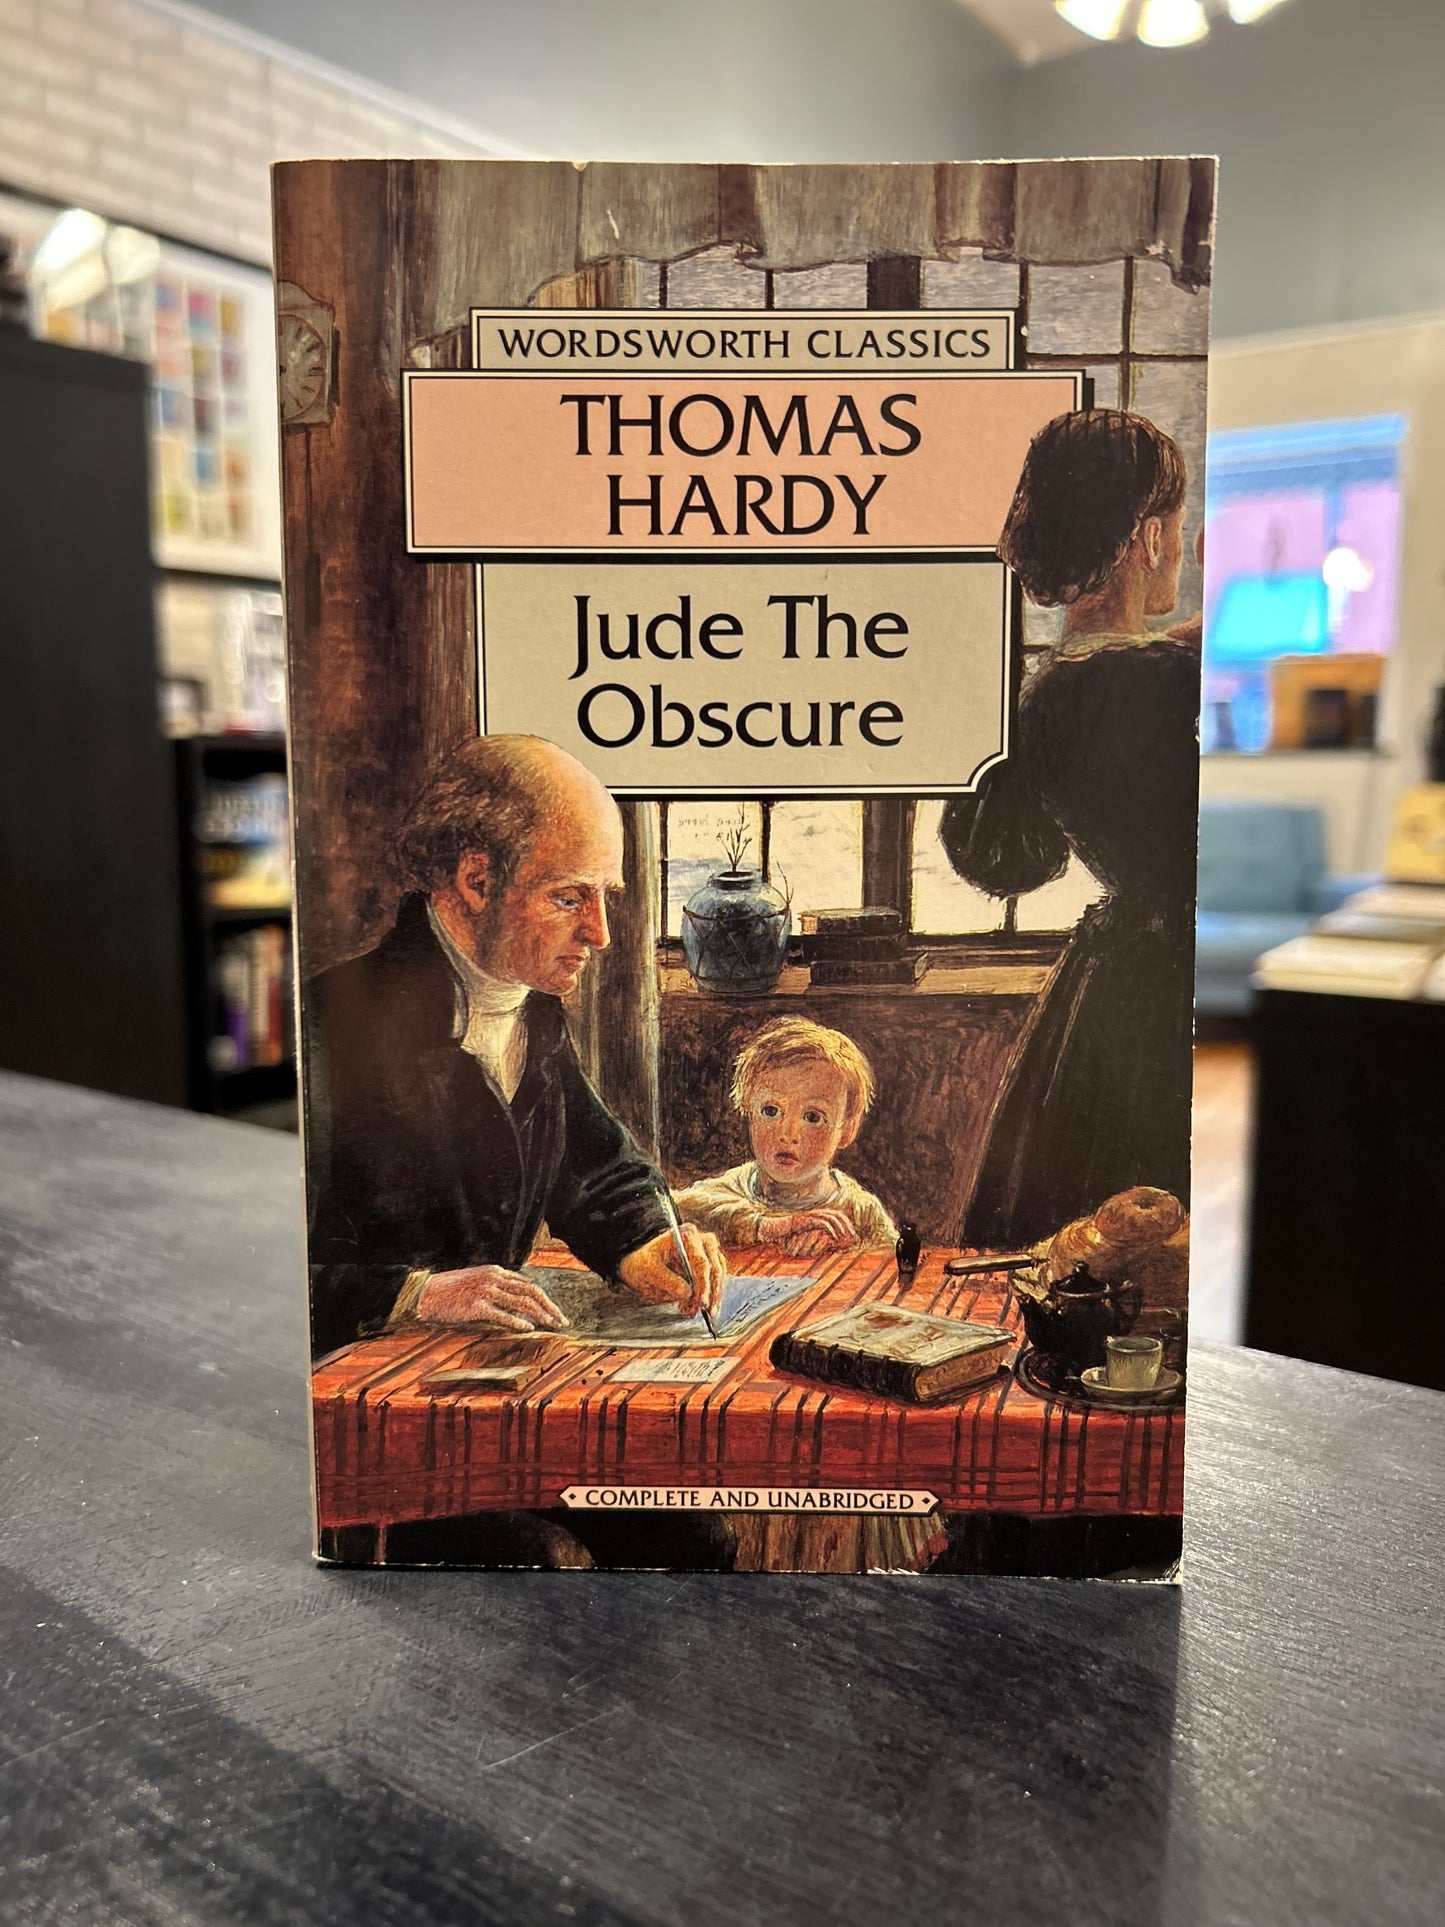 WORDSWORTH CLASSICS
THOMAS
HARDY
Jude The
Obscure
COMPLETE AND UNABRIDGED